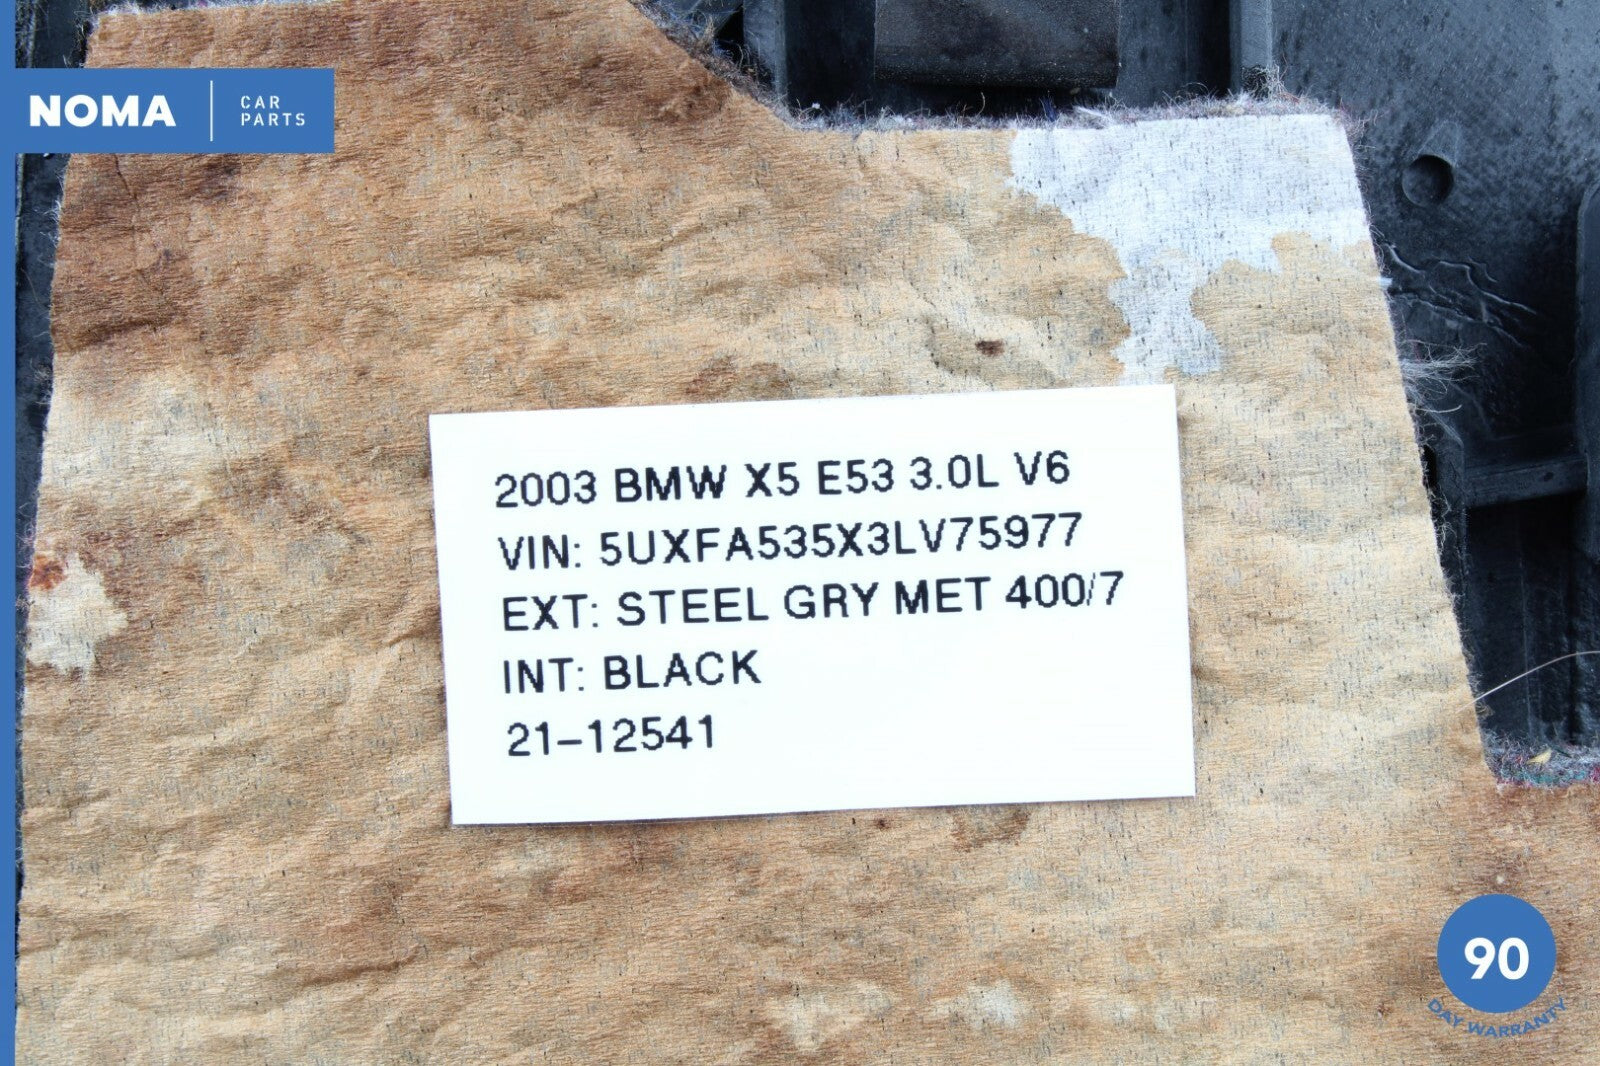 NOMA
CAR
PARTS
2003 BMW X5 E53 3.0L V6
VIN: 5UXFA535X3LV75977
EXT: STEEL GRY MET 400/7
INT: BLACK
21-12541
90
DAY WARRANTY